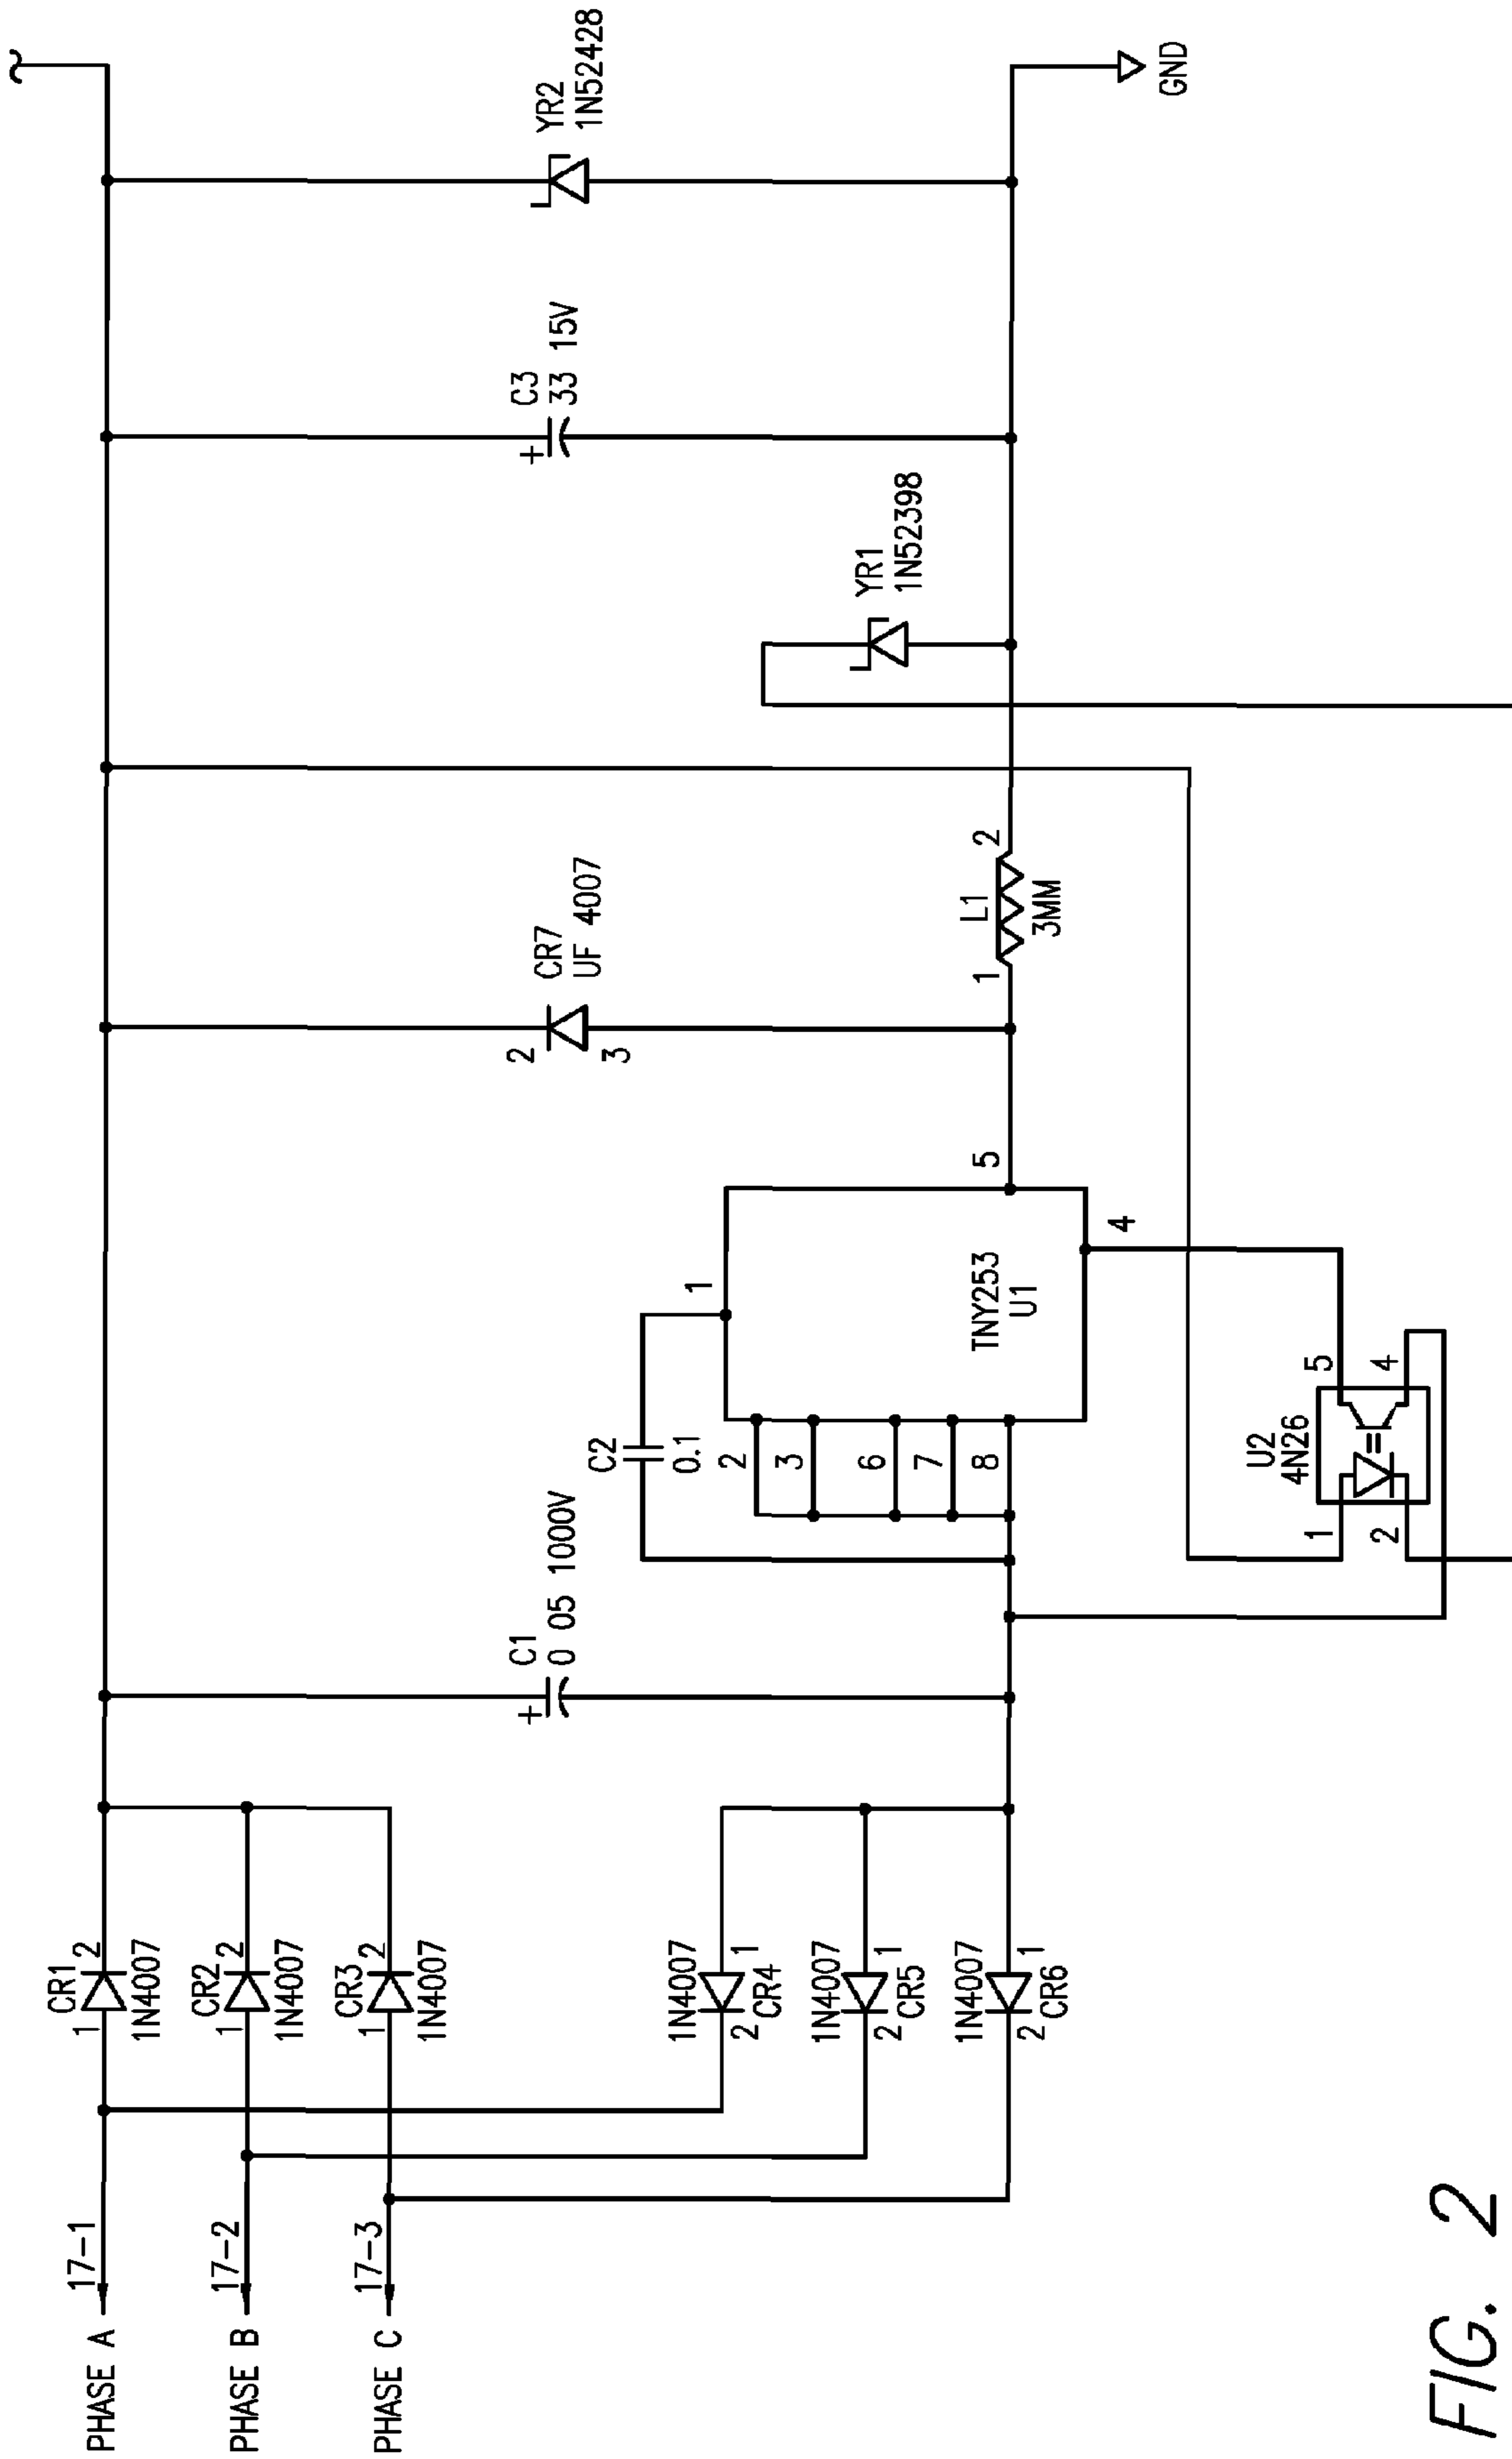 PHASE A
17-1
PHASE B
17-2
PHASE C
17-3
CR1
1 2
1N4007
CR2
1 2
1N4007
CR3
1 2
1N4007
1N4007
2 1
CR4
1N4007
2 1
CR5
1N4007
2 1
CR6
+
C1
0 05 1000V
C2
0.1
1
2
3
6
7
8
TNY253
U1
5
4
U2
4N26
1
2
5
4
2
3
CR7
UF 4007
L1
1 2
3MM
YR1
1N52398
+
C3
33 15V
YR2
1N52428
GND
FIG. 2